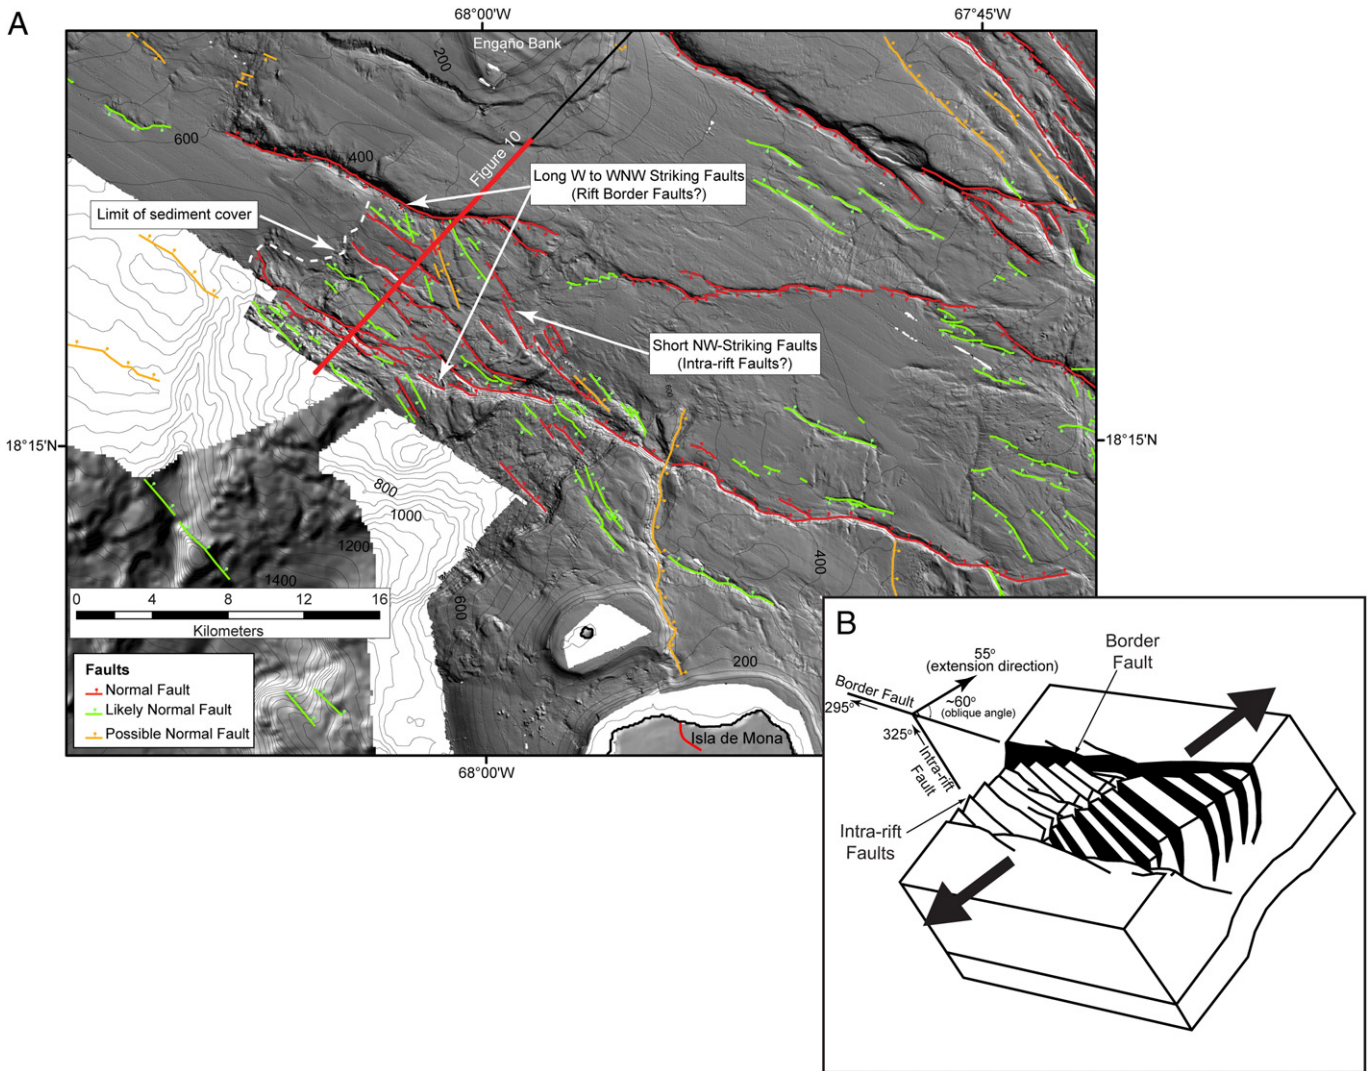 A
68°00'W
67°45'W
Engaño Bank
200
600
400
Figure 10
Long W to WNW Striking Faults
(Rift Border Faults?)
Limit of sediment cover
Short NW-Striking Faults
(Intra-rift Faults?)
600
18°15'N
18°15'N
800
1000
1200
1400
400
600
0 4 8 12 16
Kilometers
200
Faults
Normal Fault
Likely Normal Fault
Possible Normal Fault
Isla de Mona
68°00'W
B
55°
(extension direction)
Border
Fault
Border Fault
295°
~60°
(oblique angle)
325°
Intra-rift
Fault
Intra-rift
Faults